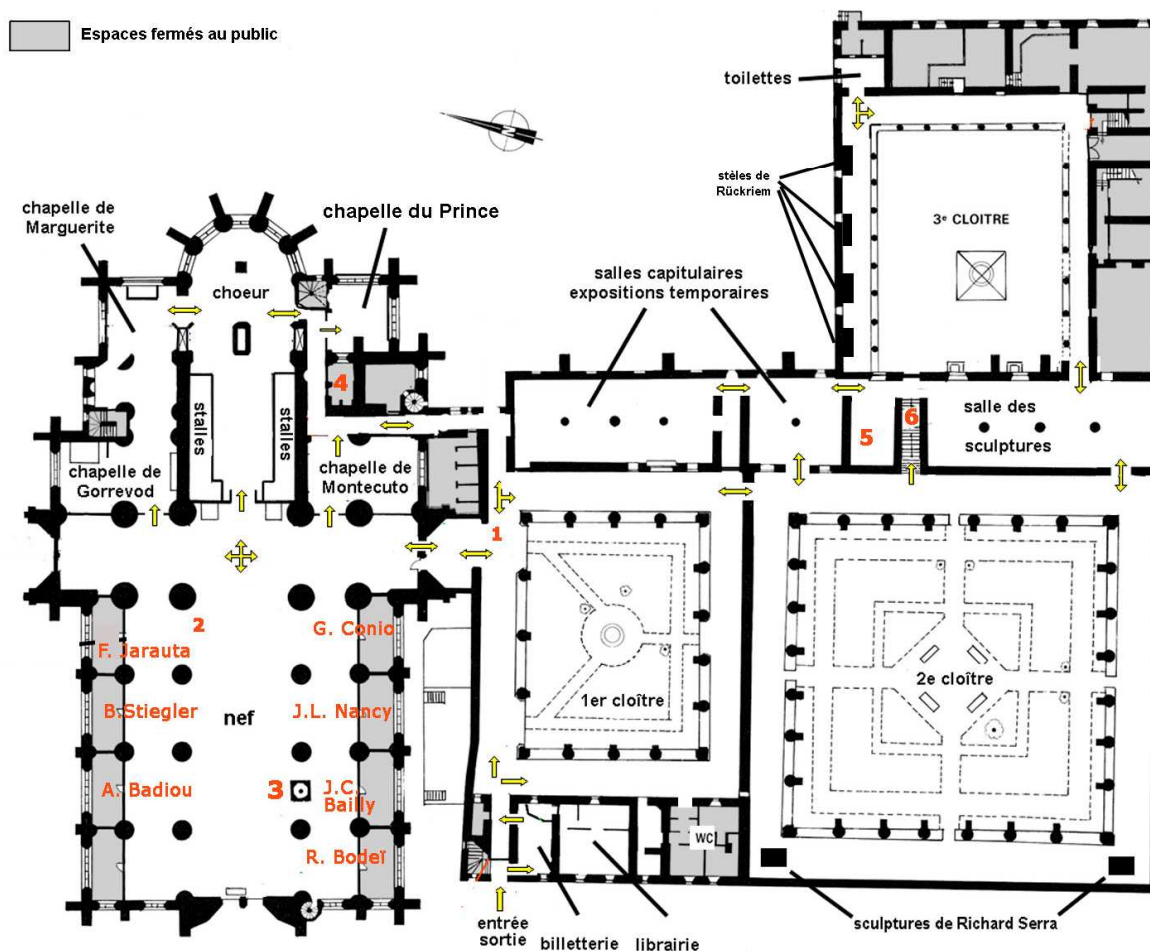 Espaces fermés au public
toilettes
stèles de
Rückriem
3e CLOITRE
chapelle de
Marguerite
chapelle du Prince
choeur
salles capitulaires
expositions temporaires
4
stalles
stalles
5
6
salle des
sculptures
chapelle de
Gorrevod
chapelle de
Montecuto
1
2
F. Jarauta
G. Conio
B.Stiegler
nef
J.L. Nancy
1er cloître
2e cloître
A. Badiou
3
J.C.
Bailly
R. Bodeï
WC
entrée
sortie
billetterie
librairie
sculptures de Richard Serra